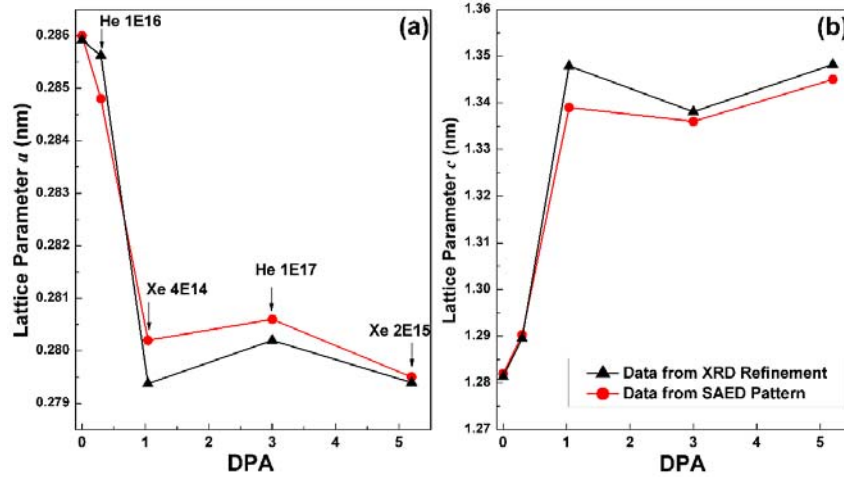 (a)
He 1E16
Xe 4E14
He 1E17
Xe 2E15
Lattice Parameter a (nm)
0.286
0.285
0.284
0.283
0.282
0.281
0.280
0.279
0 1 2 3 4 5
DPA
(b)
Lattice Parameter c (nm)
1.36
1.35
1.34
1.33
1.32
1.31
1.30
1.29
1.28
1.27
Data from XRD Refinement
Data from SAED Pattern
0 1 2 3 4 5
DPA